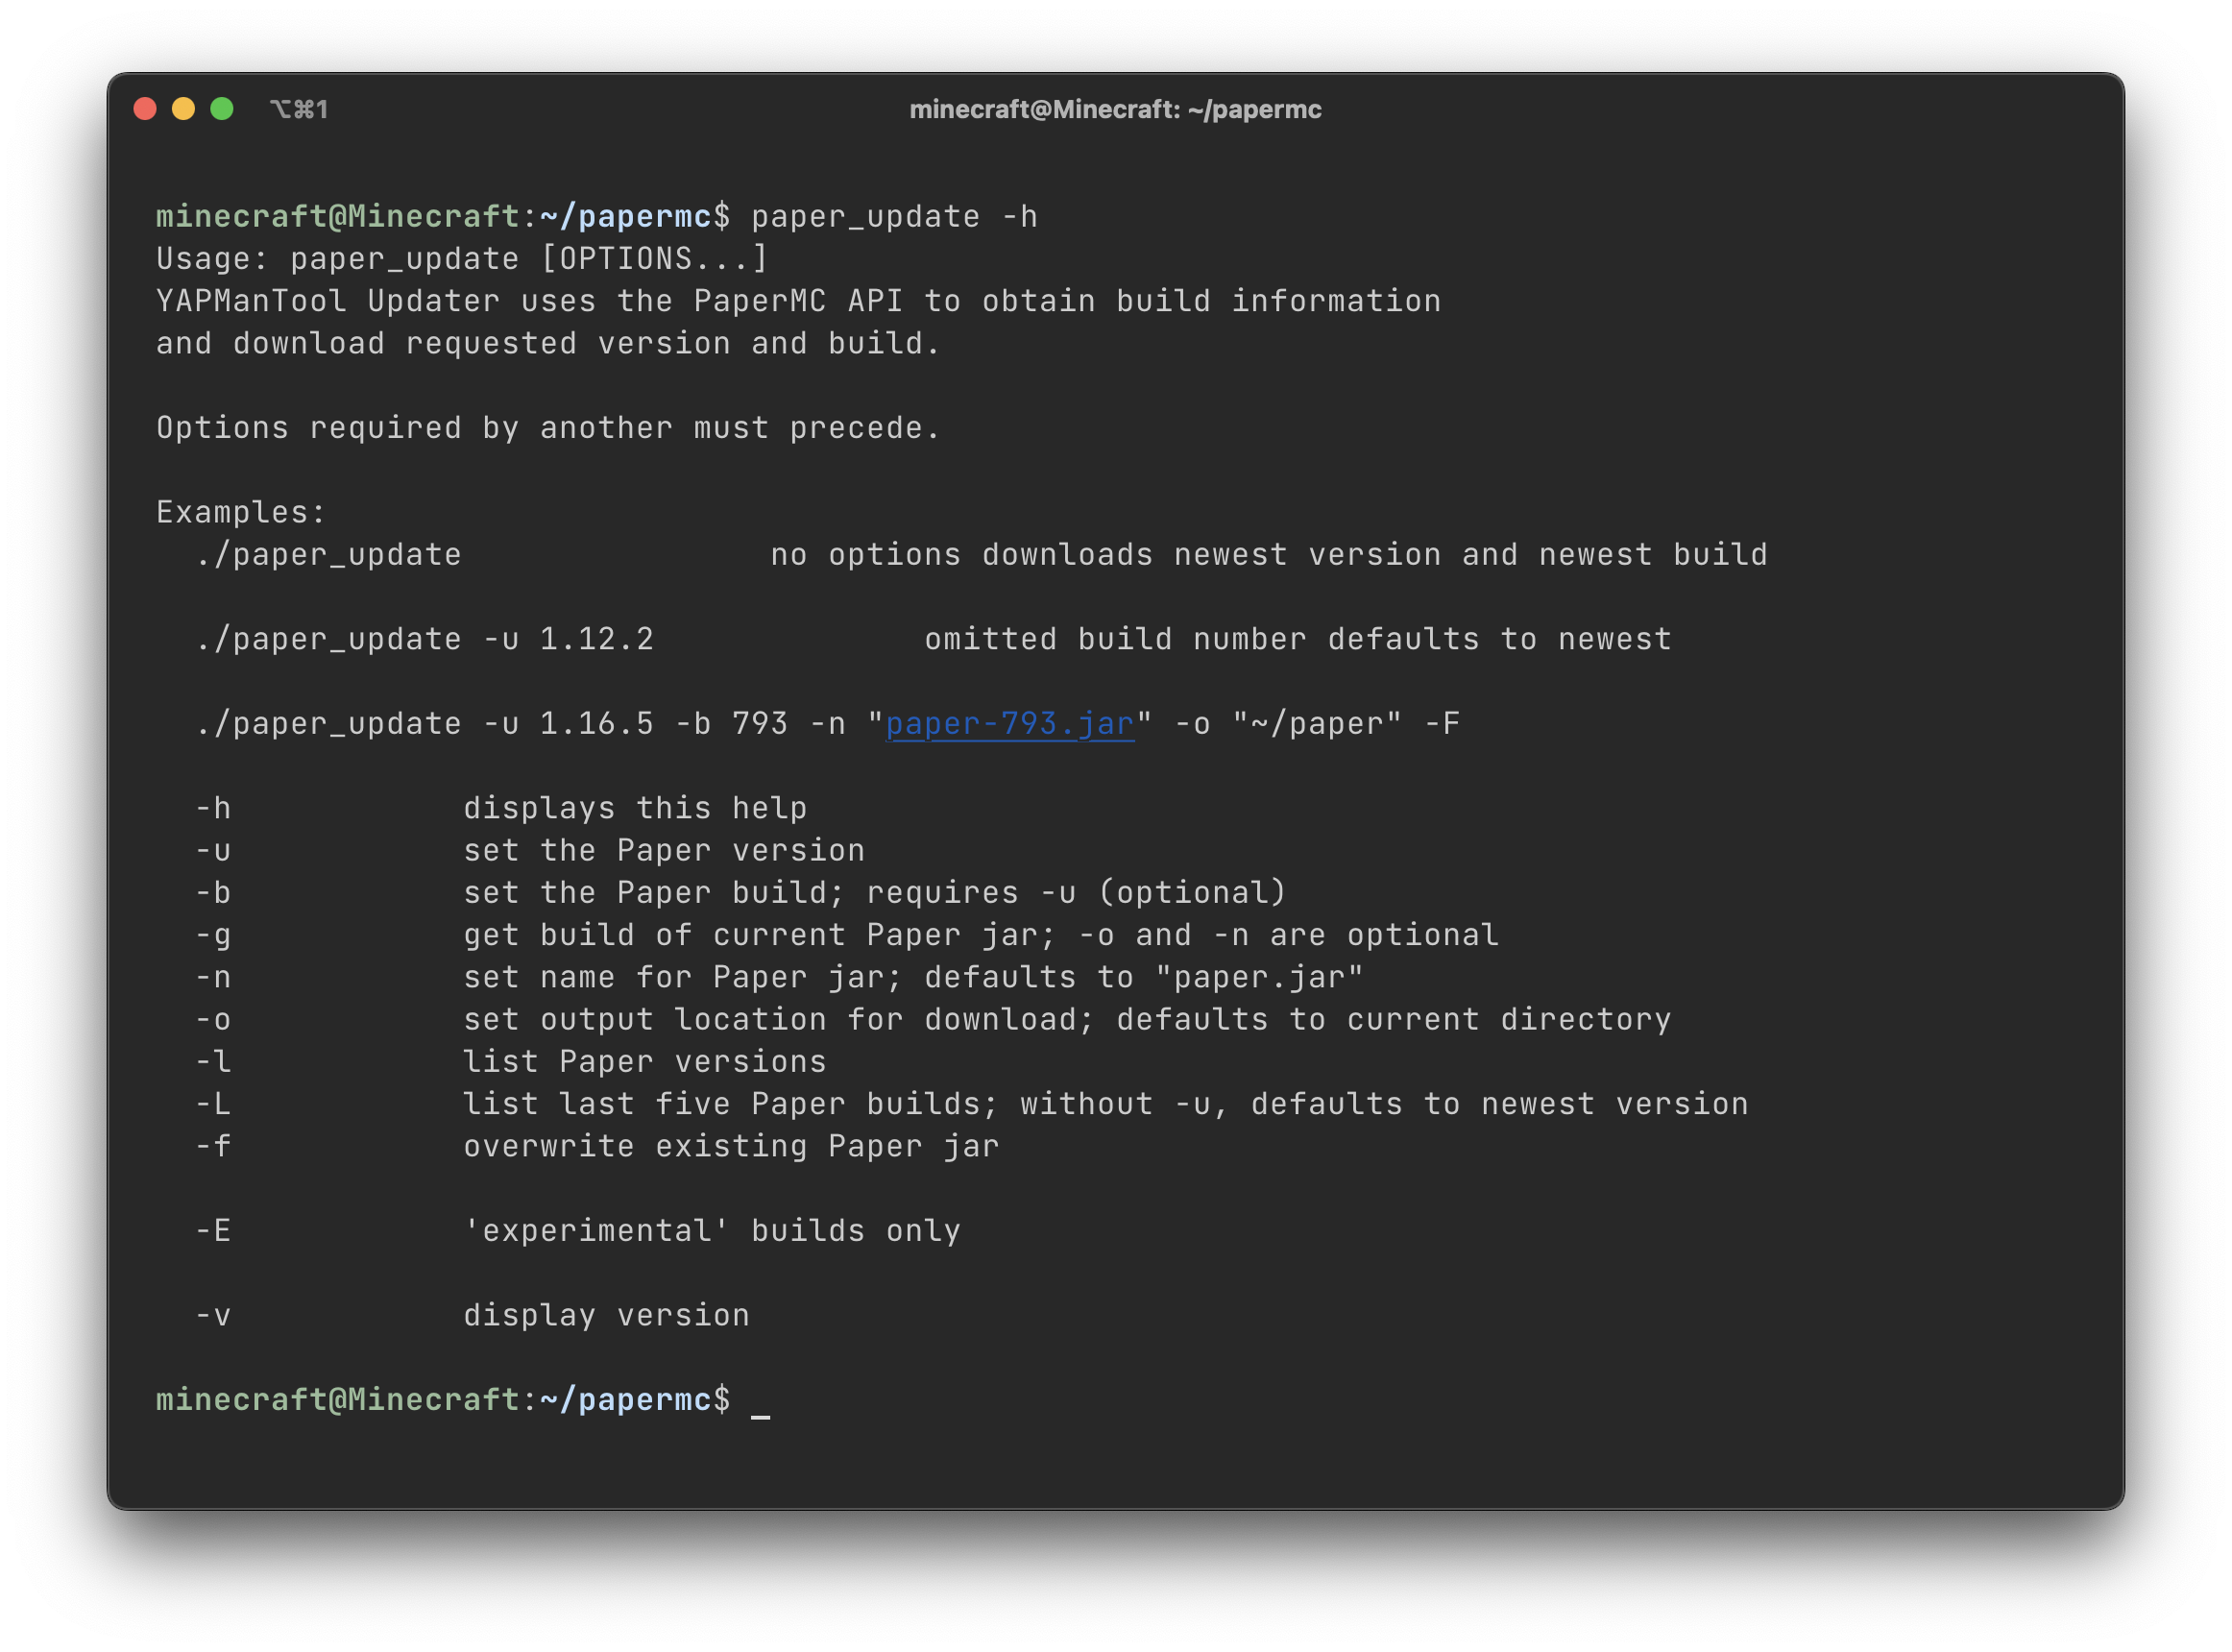 ⌥⌘1
minecraft@Minecraft: ~/papermc
minecraft@Minecraft:~/papermc$ paper_update -h
Usage: paper_update [OPTIONS...]
YAPManTool Updater uses the PaperMC API to obtain build information
and download requested version and build.
Options required by another must precede.
Examples:
./paper_update                no options downloads newest version and newest build
./paper_update -u 1.12.2              omitted build number defaults to newest
./paper_update -u 1.16.5 -b 793 -n "paper-793.jar" -o "~/paper" -F
-h            displays this help
-u            set the Paper version
-b            set the Paper build; requires -u (optional)
-g            get build of current Paper jar; -o and -n are optional
-n            set name for Paper jar; defaults to "paper.jar"
-o            set output location for download; defaults to current directory
-l            list Paper versions
-L            list last five Paper builds; without -u, defaults to newest version
-f            overwrite existing Paper jar
-E            'experimental' builds only
-v            display version
minecraft@Minecraft:~/papermc$ _